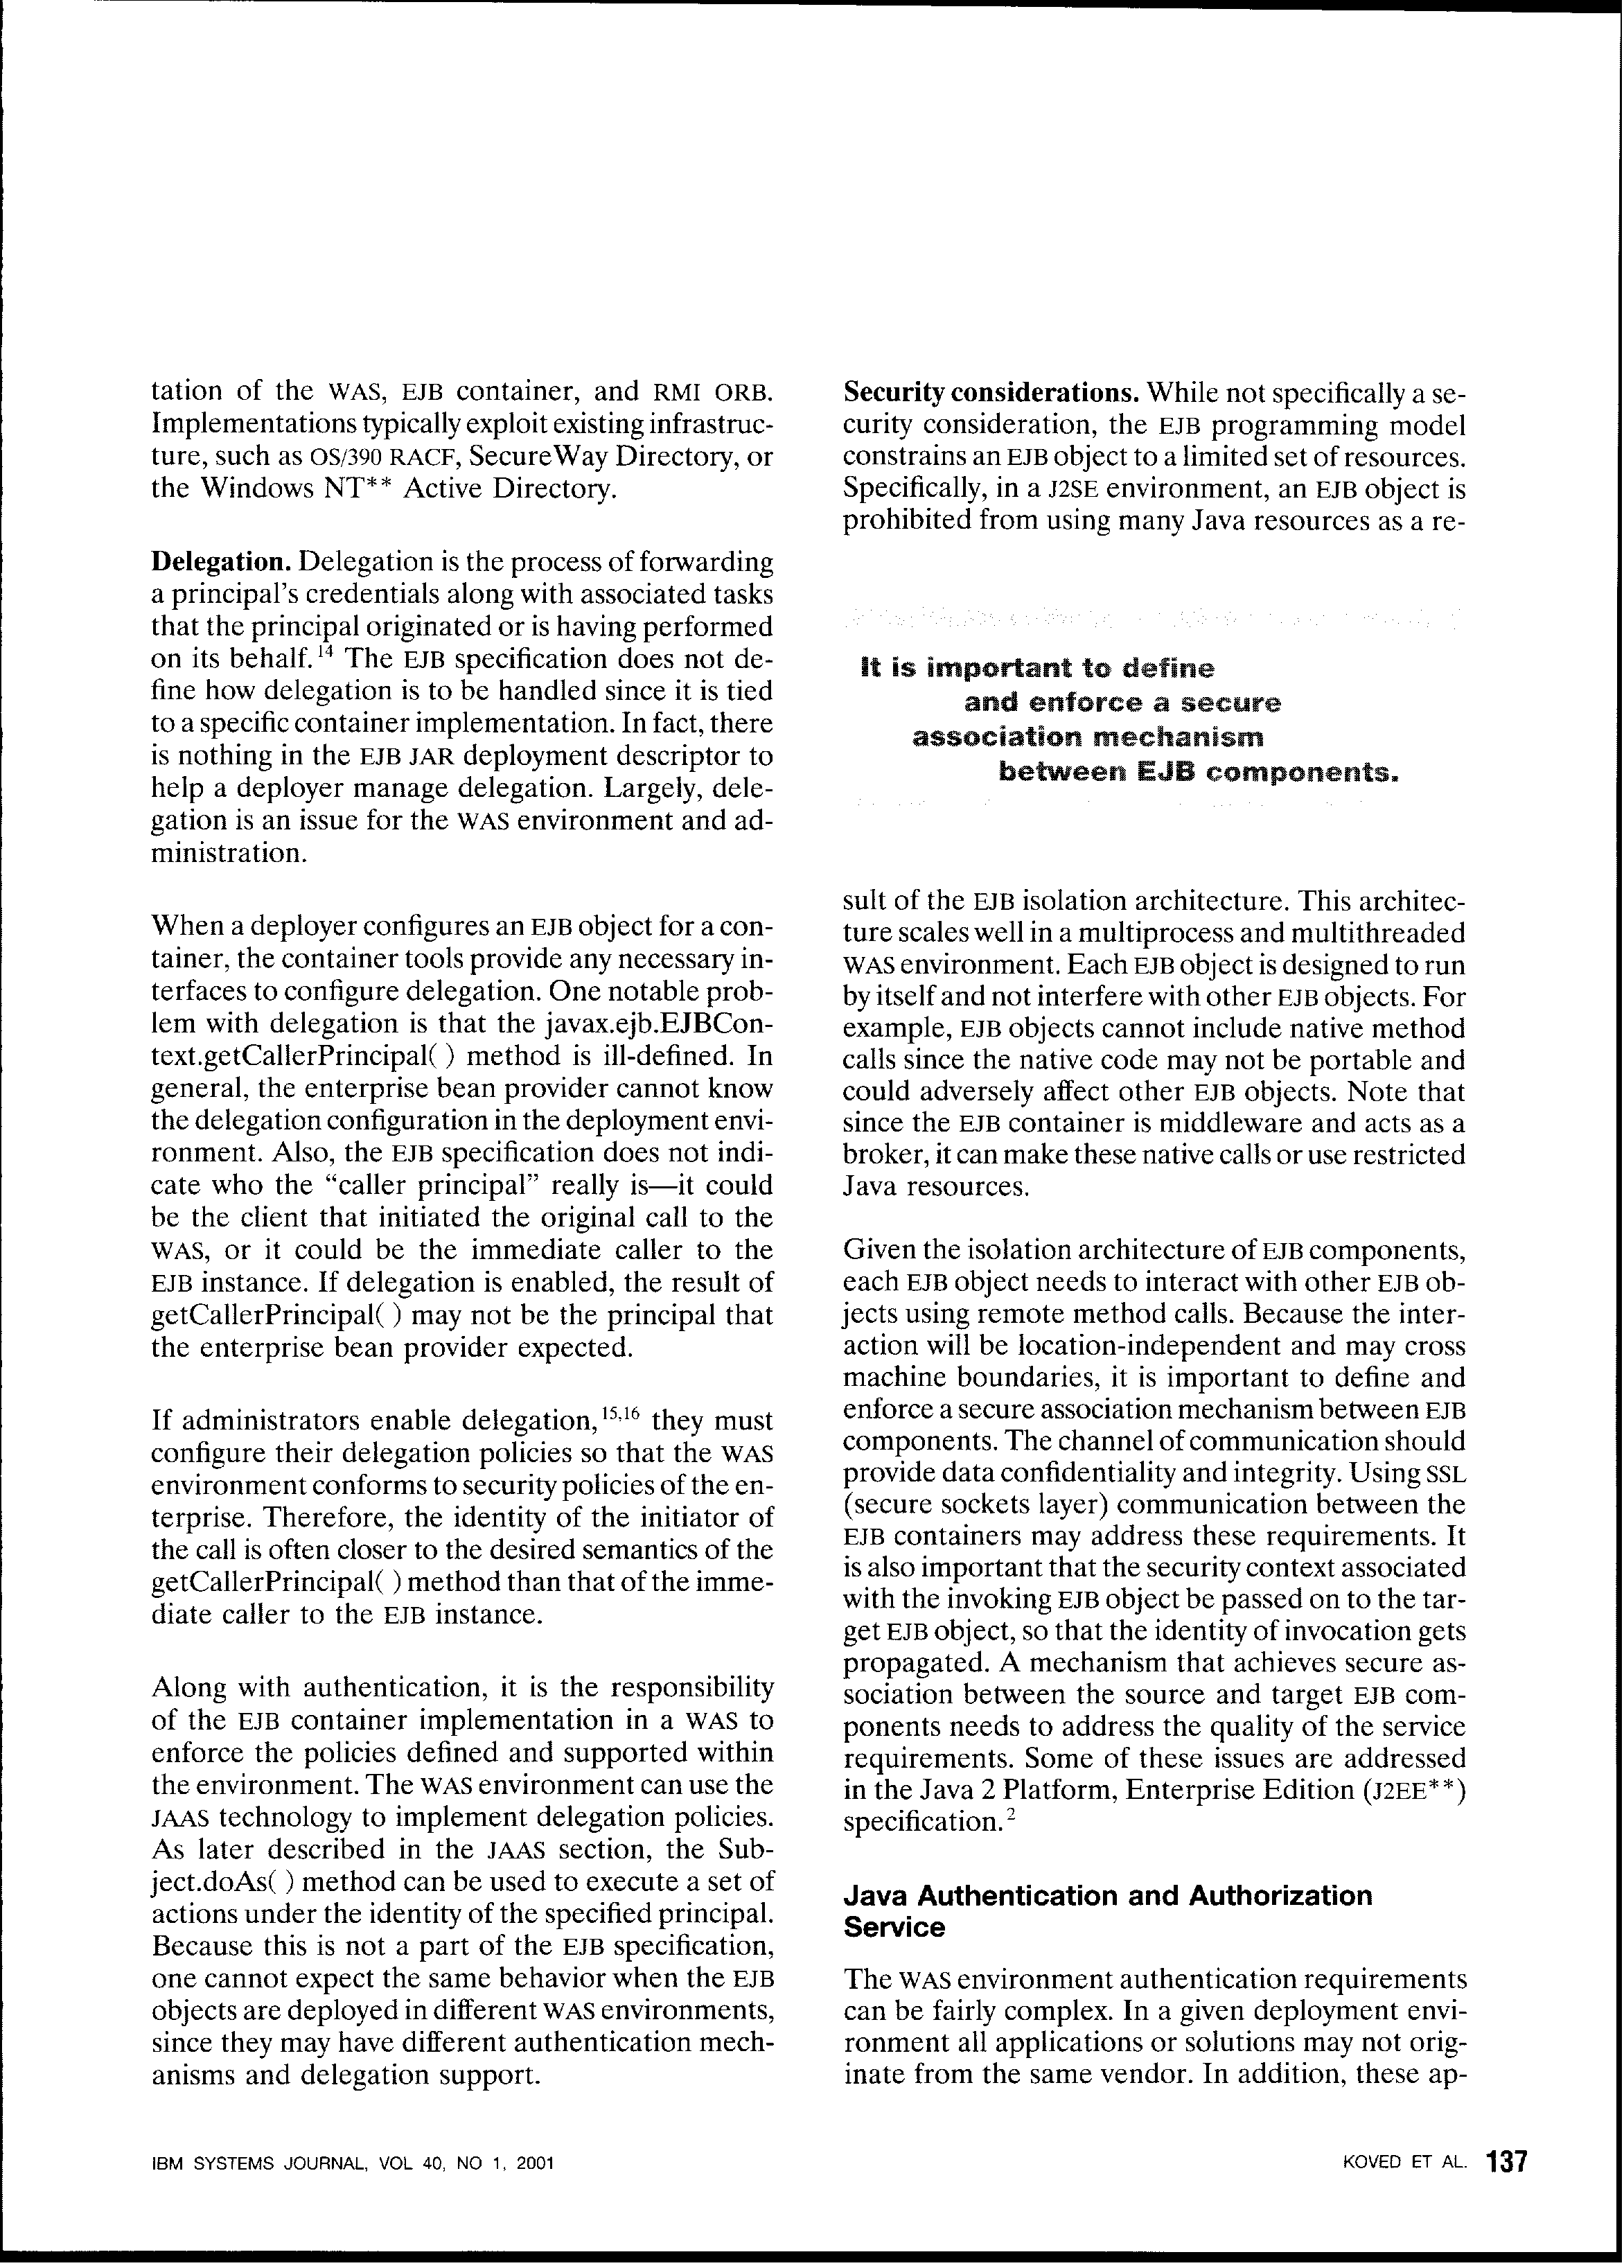 tation of the WAS, EJB container, and RMI ORB.
Implementations typically exploit existing infrastruc-
ture, such as OS/390 RACF, SecureWay Directory, or
the Windows NT** Active Directory.
Delegation. Delegation is the process of forwarding
a principal's credentials along with associated tasks
that the principal originated or is having performed
on its behalf.14 The EJB specification does not de-
fine how delegation is to be handled since it is tied
to a specific container implementation. In fact, there
is nothing in the EJB JAR deployment descriptor to
help a deployer manage delegation. Largely, dele-
gation is an issue for the WAS environment and ad-
ministration.
When a deployer configures an EJB object for a con-
tainer, the container tools provide any necessary in-
terfaces to configure delegation. One notable prob-
lem with delegation is that the javax.ejb.EJBCon-
text.getCallerPrincipal( ) method is ill-defined. In
general, the enterprise bean provider cannot know
the delegation configuration in the deployment envi-
ronment. Also, the EJB specification does not indi-
cate who the “caller principal” really is—it could
be the client that initiated the original call to the
WAS, or it could be the immediate caller to the
EJB instance. If delegation is enabled, the result of
getCallerPrincipal( ) may not be the principal that
the enterprise bean provider expected.
If administrators enable delegation,15,16 they must
configure their delegation policies so that the WAS
environment conforms to security policies of the en-
terprise. Therefore, the identity of the initiator of
the call is often closer to the desired semantics of the
getCallerPrincipal( ) method than that of the imme-
diate caller to the EJB instance.
Along with authentication, it is the responsibility
of the EJB container implementation in a WAS to
enforce the policies defined and supported within
the environment. The WAS environment can use the
JAAS technology to implement delegation policies.
As later described in the JAAS section, the Sub-
ject.doAs( ) method can be used to execute a set of
actions under the identity of the specified principal.
Because this is not a part of the EJB specification,
one cannot expect the same behavior when the EJB
objects are deployed in different WAS environments,
since they may have different authentication mech-
anisms and delegation support.
Security considerations. While not specifically a se-
curity consideration, the EJB programming model
constrains an EJB object to a limited set of resources.
Specifically, in a J2SE environment, an EJB object is
prohibited from using many Java resources as a re-
It is important to define
and enforce a secure
association mechanism
between EJB components.
sult of the EJB isolation architecture. This architec-
ture scales well in a multiprocess and multithreaded
WAS environment. Each EJB object is designed to run
by itself and not interfere with other EJB objects. For
example, EJB objects cannot include native method
calls since the native code may not be portable and
could adversely affect other EJB objects. Note that
since the EJB container is middleware and acts as a
broker, it can make these native calls or use restricted
Java resources.
Given the isolation architecture of EJB components,
each EJB object needs to interact with other EJB ob-
jects using remote method calls. Because the inter-
action will be location-independent and may cross
machine boundaries, it is important to define and
enforce a secure association mechanism between EJB
components. The channel of communication should
provide data confidentiality and integrity. Using SSL
(secure sockets layer) communication between the
EJB containers may address these requirements. It
is also important that the security context associated
with the invoking EJB object be passed on to the tar-
get EJB object, so that the identity of invocation gets
propagated. A mechanism that achieves secure as-
sociation between the source and target EJB com-
ponents needs to address the quality of the service
requirements. Some of these issues are addressed
in the Java 2 Platform, Enterprise Edition (J2EE**)
specification.2
Java Authentication and Authorization
Service
The WAS environment authentication requirements
can be fairly complex. In a given deployment envi-
ronment all applications or solutions may not orig-
inate from the same vendor. In addition, these ap-
IBM SYSTEMS JOURNAL, VOL 40, NO 1, 2001
KOVED ET AL. 137